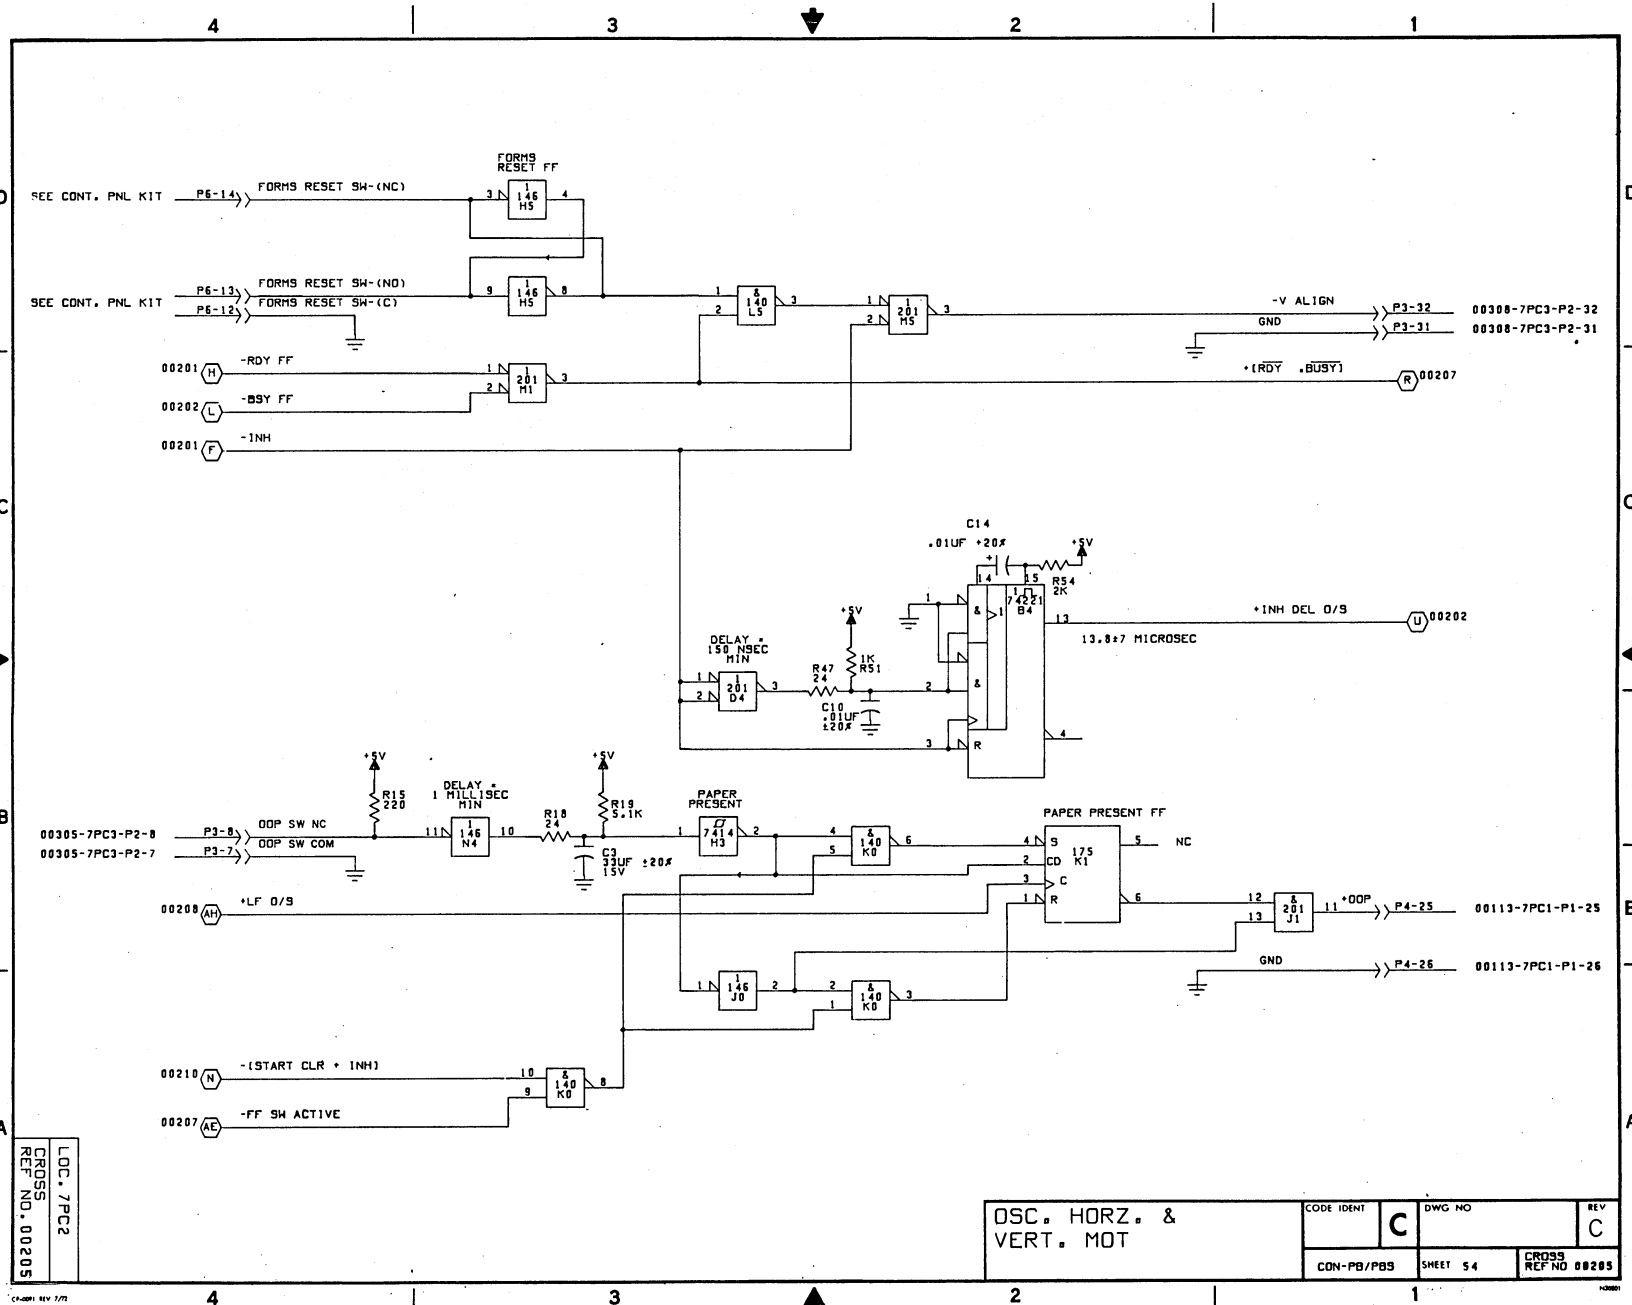 4 3 2 1
FORMS
RESET FF
D SEE CONT. PNL KIT P6-14 FORMS RESET SW-(NC) 3 1 146 H5 4 D
SEE CONT. PNL KIT P6-13 FORMS RESET SW-(NO) 9 1 146 H5 8
P6-12 FORMS RESET SW-(C)
1 2 & 140 L5 3
1 2 1 201 M5 3
-V ALIGN P3-32 00308-7PC3-P2-32
GND P3-31 00308-7PC3-P2-31
00201 H -RDY FF 1
00202 L -BSY FF 2
1 201 M1 3
+[RDY .BUSY] R 00207
00201 F -INH
C C
C14
.01UF +20%
+5V
14 15
R54
2K
1 74221 B4
& 1
13 +INH DEL O/S U 00202
13.8±7 MICROSEC
DELAY =
150 NSEC
MIN
1 2 1 201 D4 3
R47
24
+5V
1K
R51
C10
.01UF
±20%
2 &
3 R
4
+5V
R15
220
DELAY =
1 MILLISEC
MIN
B 00305-7PC3-P2-8 P3-8 OOP SW NC 11 1 146 N4 10
00305-7PC3-P2-7 P3-7 OOP SW COM
R18
24
+5V
R19
5.1K
C3
33UF ±20%
15V
PAPER
PRESENT
1 7414 H3 2
4 5 & 140 K0 6
PAPER PRESENT FF
4 S
2 CD
3 C
1 R
175
K1
5 NC
6
00208 AH +LF O/S
12 13 & 201 J1 11 +OOP P4-25 00113-7PC1-P1-25 B
GND P4-26 00113-7PC1-P1-26
1 1 146 J0 2
2 1 & 140 K0 3
00210 N -[START CLR + INH] 10
00207 AE -FF SW ACTIVE 9
& 140 K0 8
A A
LOC. 7PC2
CROSS
REF NO. 00205
OSC. HORZ. &
VERT. MOT
CODE IDENT C DWG NO REV C
CON-PB/PBS SHEET 54 CROSS REF NO 00205
CP-0091 REV 7/72
4 3 2 1